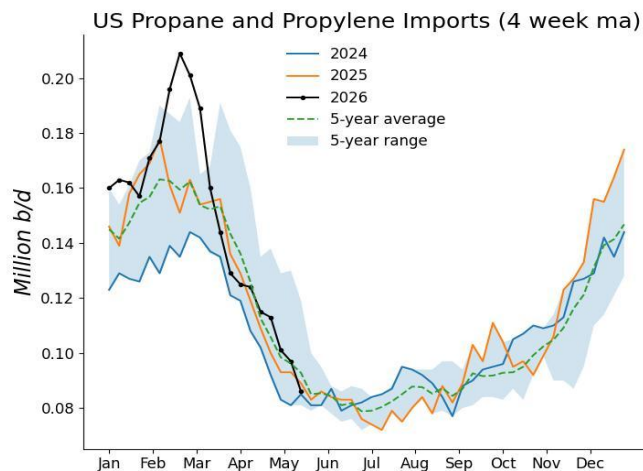 US Propane and Propylene Imports (4 week ma)
2024
2025
2026
5-year average
5-year range
Million b/d
0.20
0.18
0.16
0.14
0.12
0.10
0.08
Jan Feb Mar Apr May Jun Jul Aug Sep Oct Nov Dec